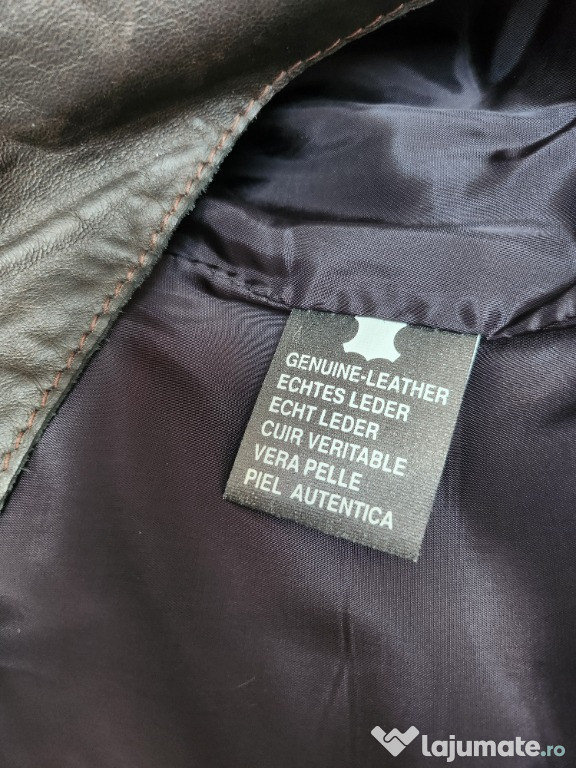 GENUINE-LEATHER
ECHTES LEDER
ECHT LEDER
CUIR VERITABLE
VERA PELLE
PIEL AUTENTICA
lajumate.ro